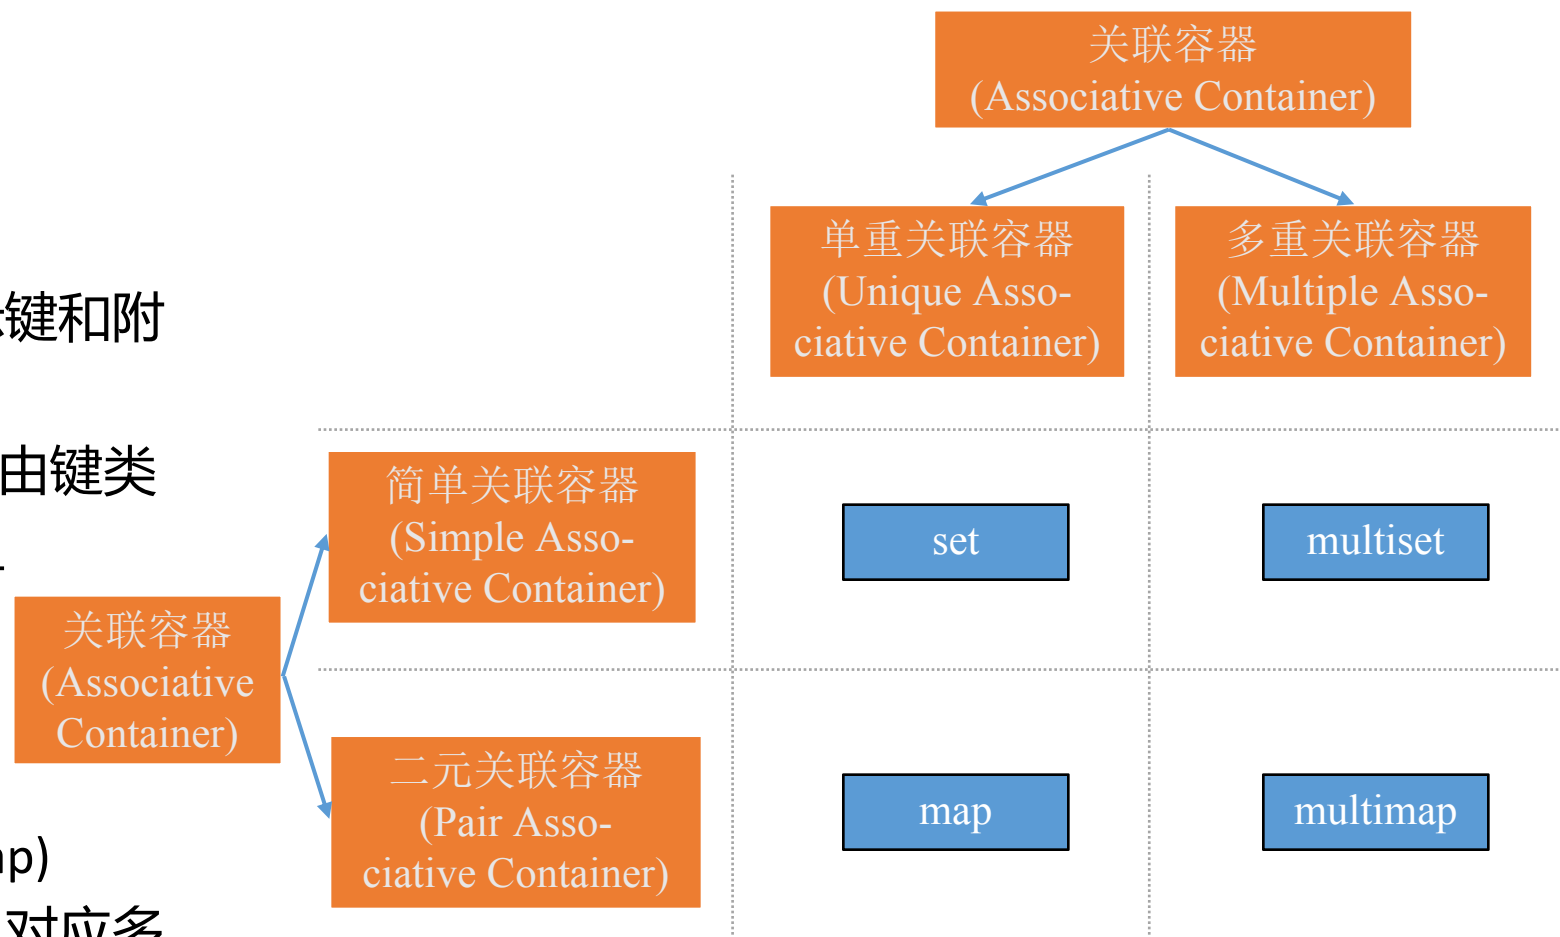 关联容器
(Associative Container)
单重关联容器
(Unique Asso-
ciative Container)
多重关联容器
(Multiple Asso-
ciative Container)
键和附
由键类
关联容器
(Associative
Container)
简单关联容器
(Simple Asso-
ciative Container)
set
multiset
二元关联容器
(Pair Asso-
ciative Container)
map
multimap
p)
对应多